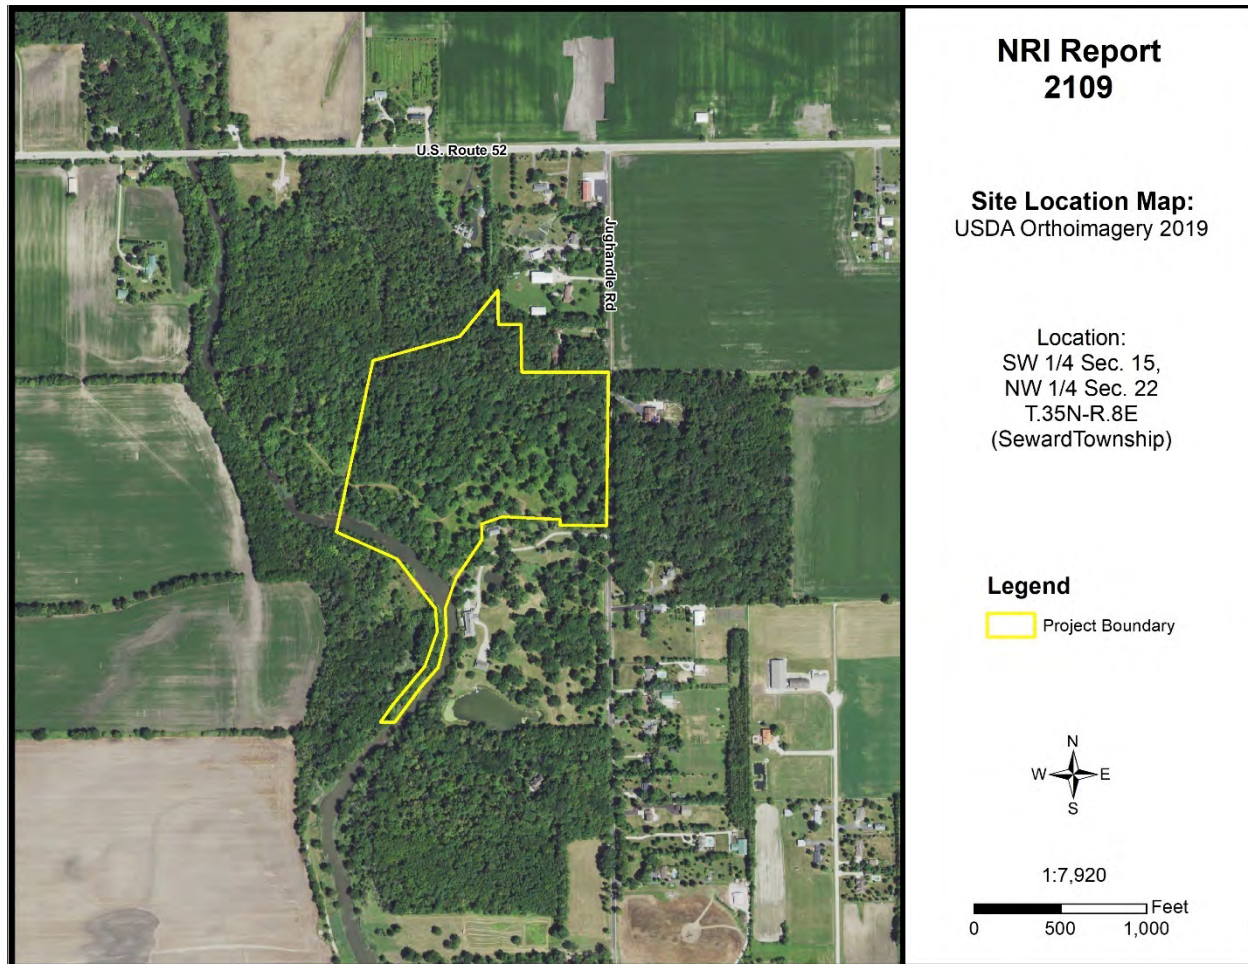 NRI Report
2109
Site Location Map:
USDA Orthoimagery 2019
Location:
SW 1/4 Sec. 15,
NW 1/4 Sec. 22
T.35N-R.8E
(SewardTownship)
Legend
Project Boundary
N
W E
S
1:7,920
Feet
0 500 1,000
U.S. Route 52
Jughandle Rd